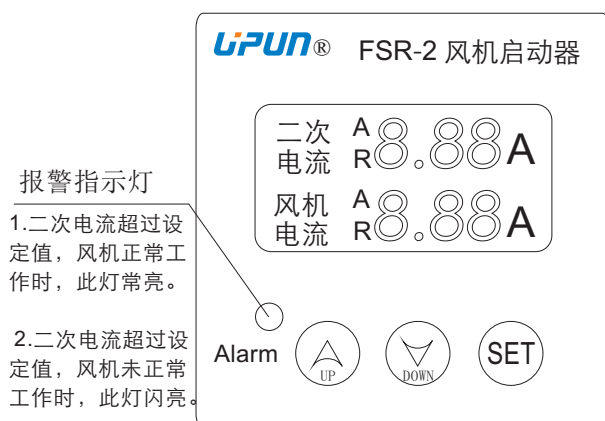 UPUN® FSR-2 风机启动器
二次 A 8.88 A
电流 R
风机 A 8.88 A
电流 R
报警指示灯
1.二次电流超过设
定值，风机正常工
作时，此灯常亮。
2.二次电流超过设
定值，风机未正常
工作时，此灯闪亮。
Alarm
UP
DOWN
SET